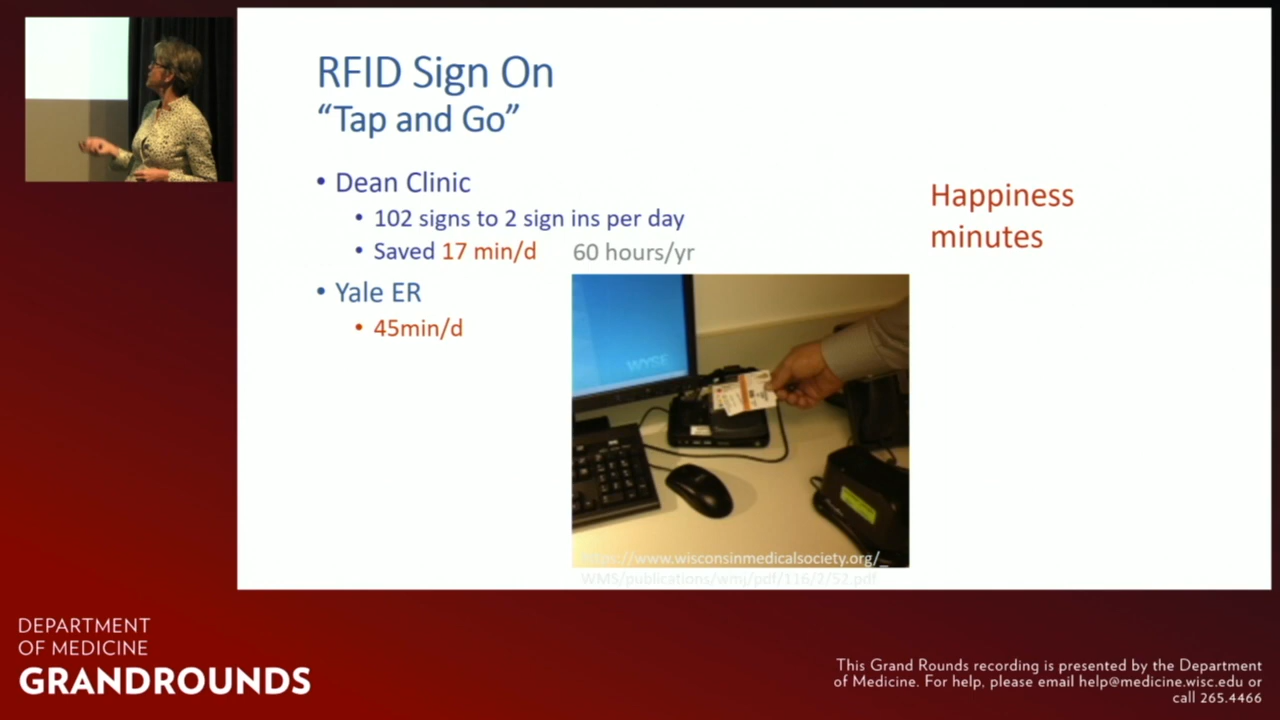 RFID Sign On
“Tap and Go”
• Dean Clinic
• 102 signs to 2 sign ins per day
• Saved 17 min/d 60 hours/yr
• Yale ER
• 45min/d
Happiness
minutes
WYSE
://www.wisconsinmedicalsociety.org/_
WMS/publications/wmj/pdf/116/2/52.pdf
DEPARTMENT
OF MEDICINE
GRANDROUNDS
This Grand Rounds recording is presented by the Department
of Medicine. For help, please email help@medicine.wisc.edu or
call 265.4466